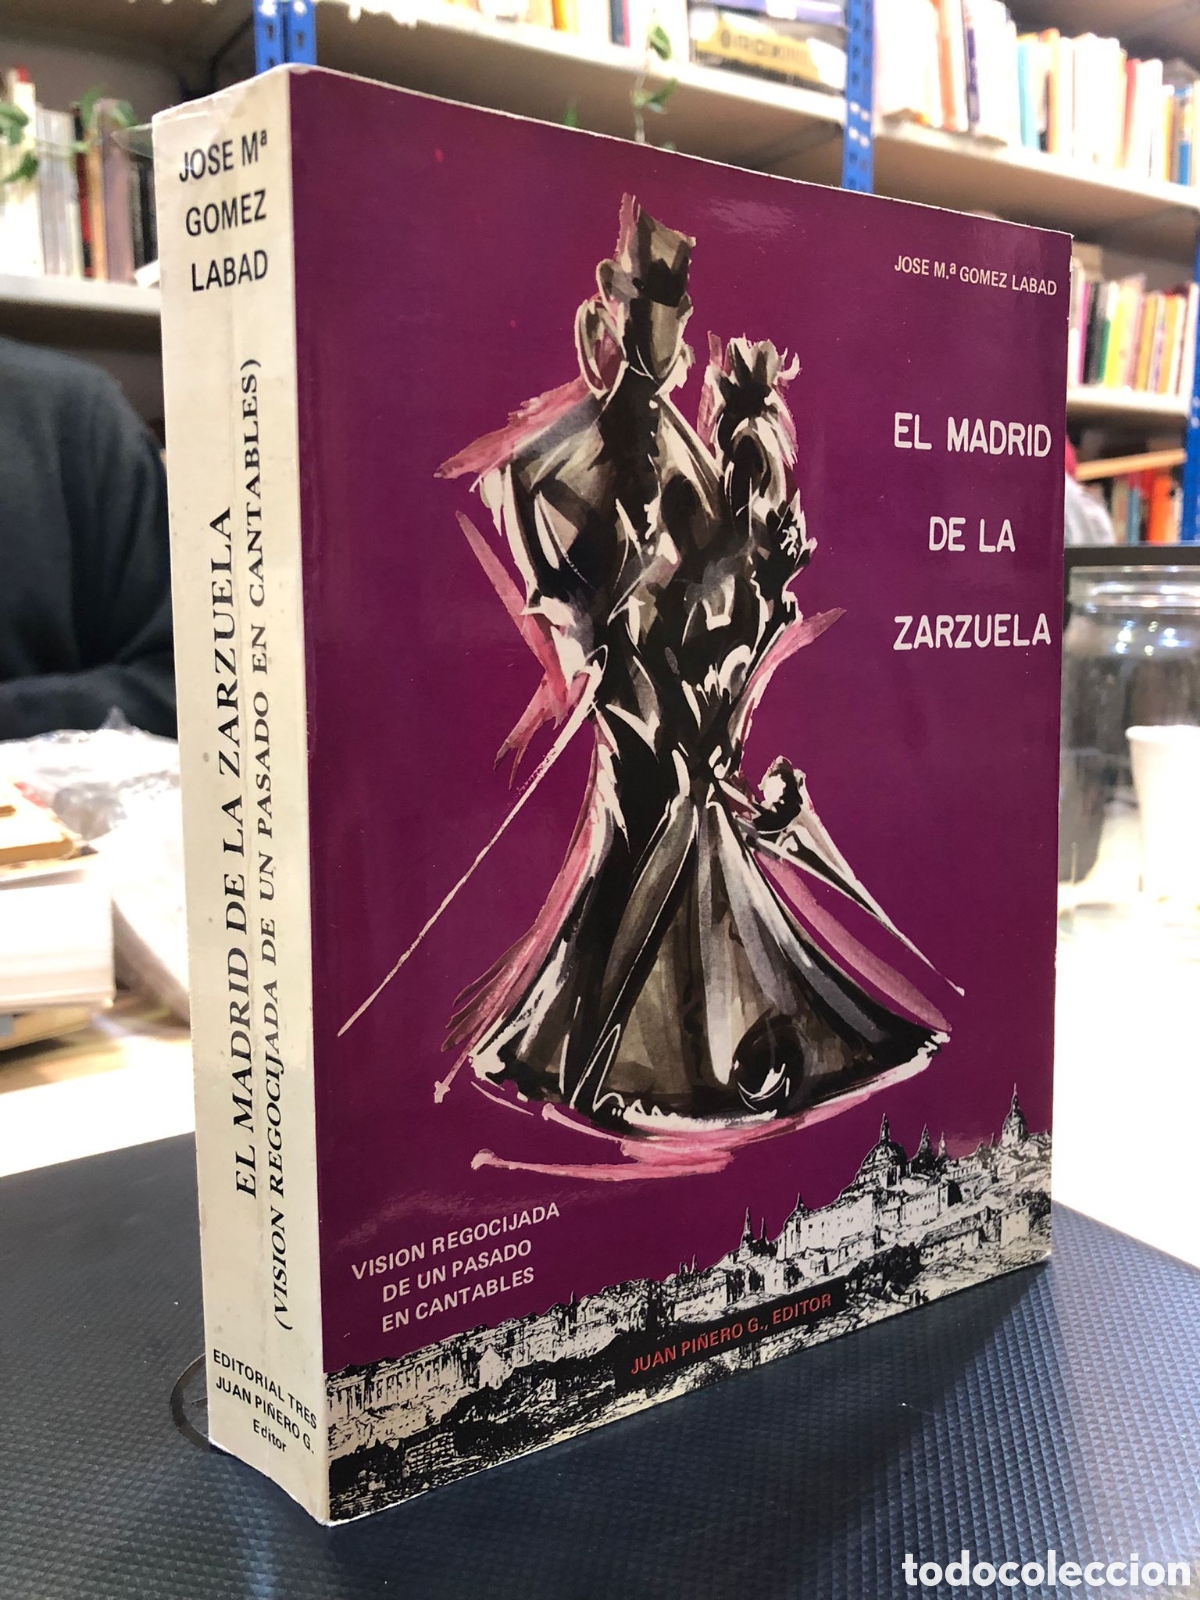 JOSE Mª
GOMEZ
LABAD
EL MADRID DE LA ZARZUELA
(VISION REGOCIJADA DE UN PASADO EN CANTABLES)
EDITORIAL TRES
JUAN PIÑERO G.
Editor
JOSE M.ª GOMEZ LABAD
EL MADRID
DE LA
ZARZUELA
VISION REGOCIJADA
DE UN PASADO
EN CANTABLES
JUAN PIÑERO G., EDITOR
todocoleccion